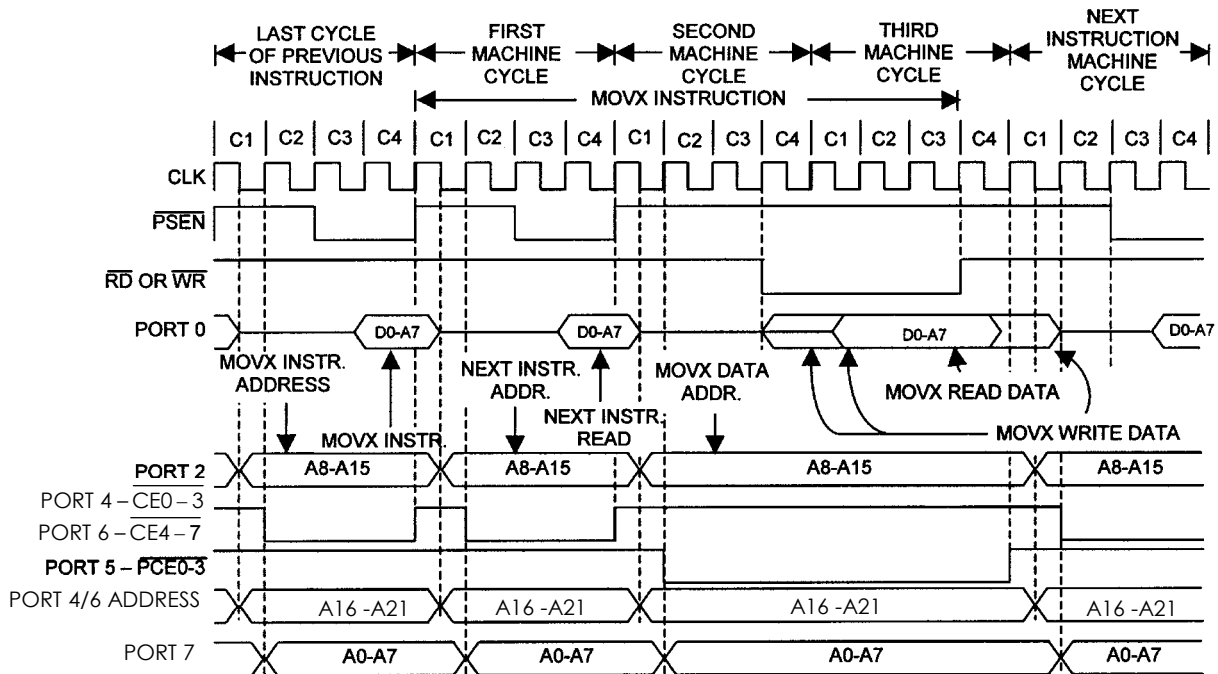 LAST CYCLE
OF PREVIOUS
INSTRUCTION
FIRST
MACHINE
CYCLE
SECOND
MACHINE
CYCLE
THIRD
MACHINE
CYCLE
NEXT
INSTRUCTION
MACHINE
CYCLE
MOVX INSTRUCTION
C1 C2 C3 C4 C1 C2 C3 C4 C1 C2 C3 C4 C1 C2 C3 C4 C1 C2 C3 C4
CLK
PSEN
RD OR WR
PORT 0
D0-A7 D0-A7 D0-A7 D0-A7
MOVX INSTR.
ADDRESS
MOVX INSTR.
NEXT INSTR.
ADDR.
NEXT INSTR.
READ
MOVX DATA
ADDR.
MOVX READ DATA
MOVX WRITE DATA
PORT 2
A8-A15 A8-A15 A8-A15 A8-A15
PORT 4 – CE0 – 3
PORT 6 – CE4 – 7
PORT 5 – PCE0-3
PORT 4/6 ADDRESS
A16 -A21 A16 -A21 A16 -A21 A16 -A21
PORT 7
A0-A7 A0-A7 A0-A7 A0-A7